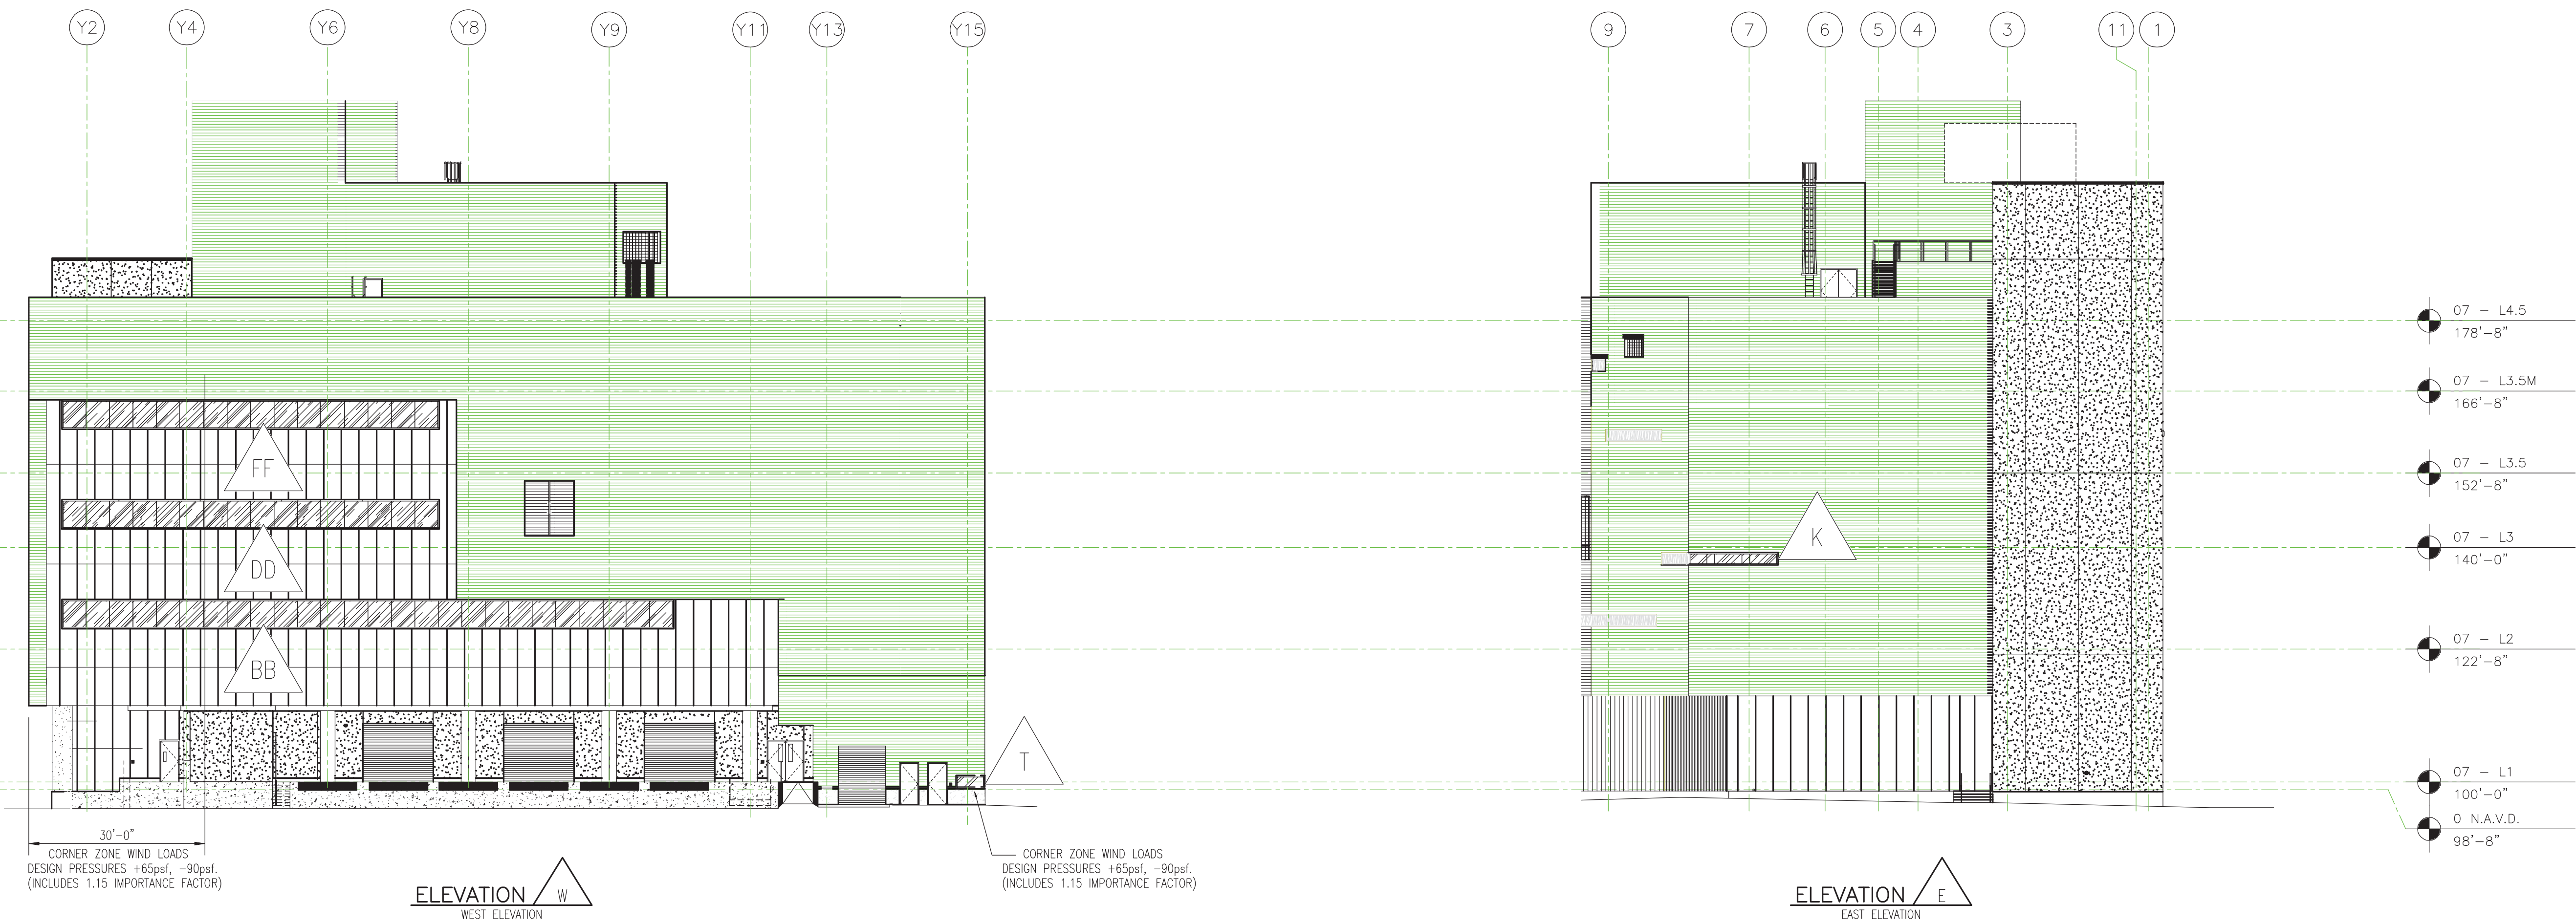 Y2
Y4
Y6
Y8
Y9
Y11
Y13
Y15
9
7
6
5
4
3
11
1
07 - L4.5
178'-8"
07 - L3.5M
166'-8"
07 - L3.5
152'-8"
07 - L3
140'-0"
07 - L2
122'-8"
07 - L1
100'-0"
0 N.A.V.D.
98'-8"
FF
DD
BB
T
K
30'-0"
CORNER ZONE WIND LOADS
DESIGN PRESSURES +65psf, -90psf.
(INCLUDES 1.15 IMPORTANCE FACTOR)
CORNER ZONE WIND LOADS
DESIGN PRESSURES +65psf, -90psf.
(INCLUDES 1.15 IMPORTANCE FACTOR)
ELEVATION W
WEST ELEVATION
ELEVATION E
EAST ELEVATION